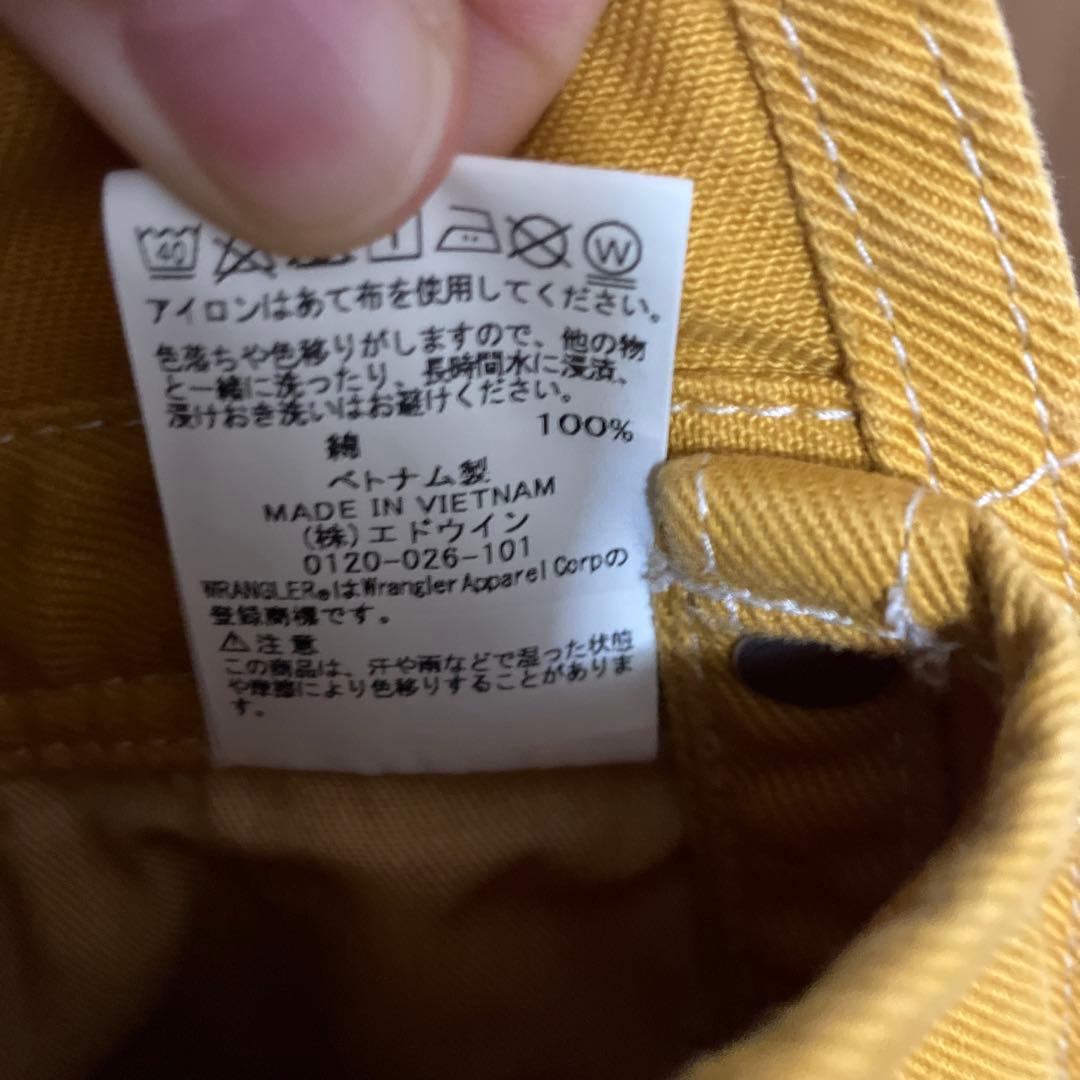 40 W
アイロンはあて布を使用してください。
色落ちや色移りがしますので、他の物
と一緒に洗ったり、長時間水に浸漬、
浸けおき洗いはお避けください。
綿 100%
ベトナム製
MADE IN VIETNAM
(株)エドウイン
0120-026-101
WRANGLER®はWrangler Apparel Corpの
登録商標です。
⚠注意
この商品は、汗や雨などで湿った状態
や摩擦により色移りすることがありま
す。